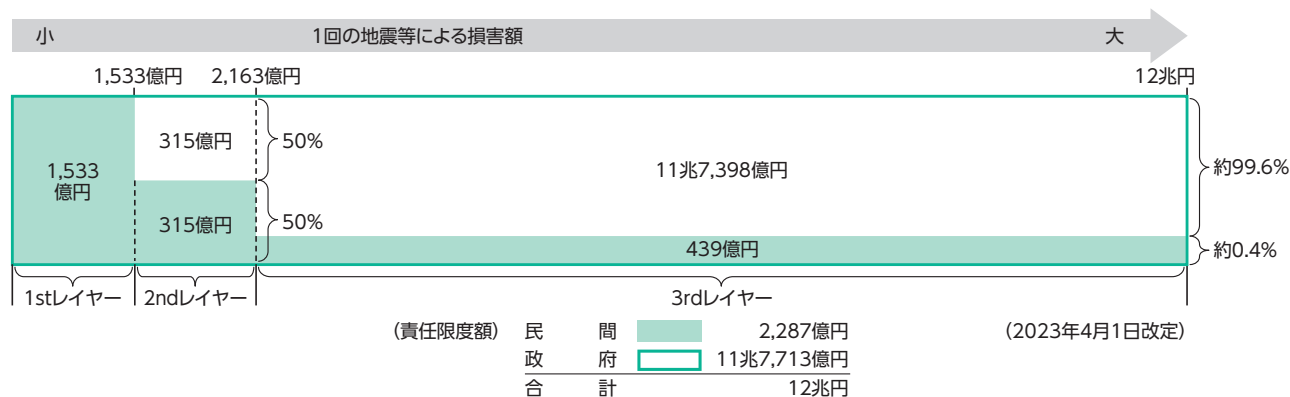 小 1回の地震等による損害額 大
1,533億円 2,163億円 12兆円
1,533
億円
315億円 50%
11兆7,398億円
約99.6%
315億円 50%
439億円
約0.4%
1stレイヤー 2ndレイヤー 3rdレイヤー
(責任限度額) 民間 2,287億円 (2023年4月1日改定)
政府 11兆7,713億円
合計 12兆円